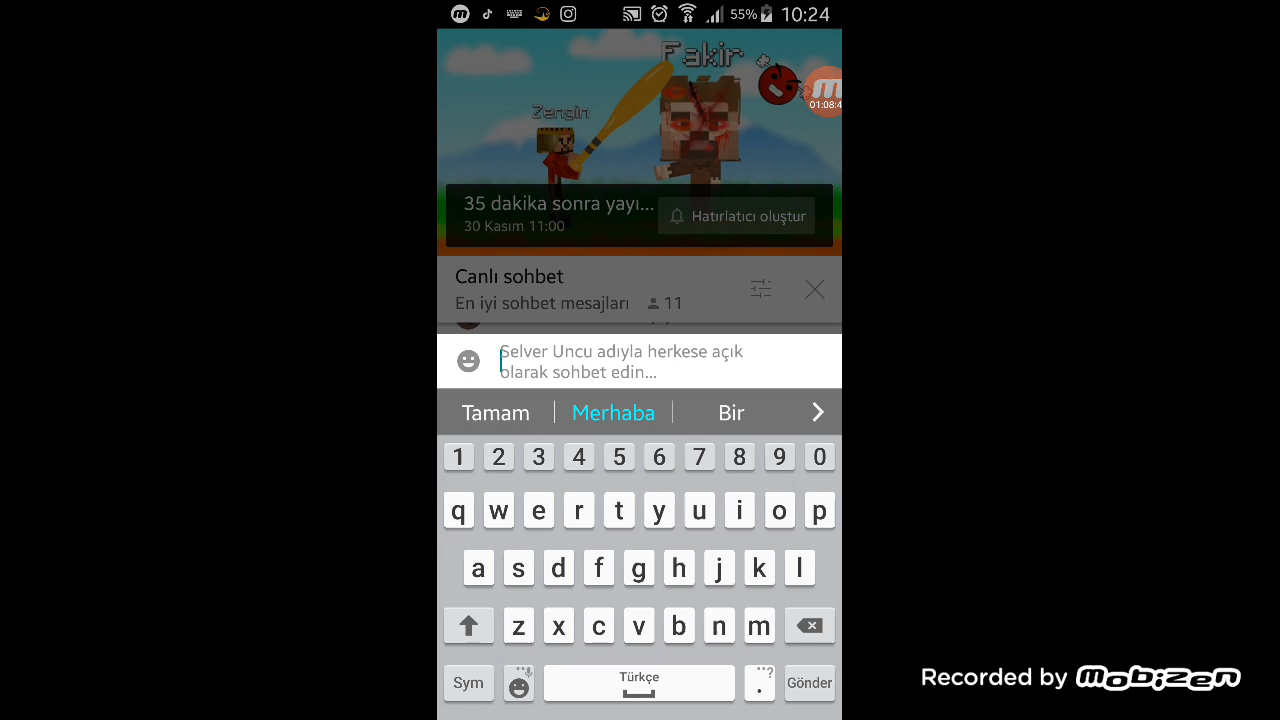 55% 10:24
Fakir
Zengin
01:08:4
35 dakika sonra yayı...
30 Kasım 11:00
Hatırlatıcı oluştur
Canlı sohbet
En iyi sohbet mesajları 11
Selver Uncu adıyla herkese açık
olarak sohbet edin...
Tamam Merhaba Bir
1 2 3 4 5 6 7 8 9 0
q w e r t y u i o p
a s d f g h j k l
z x c v b n m
Sym Türkçe . Gönder
Recorded by mobizen